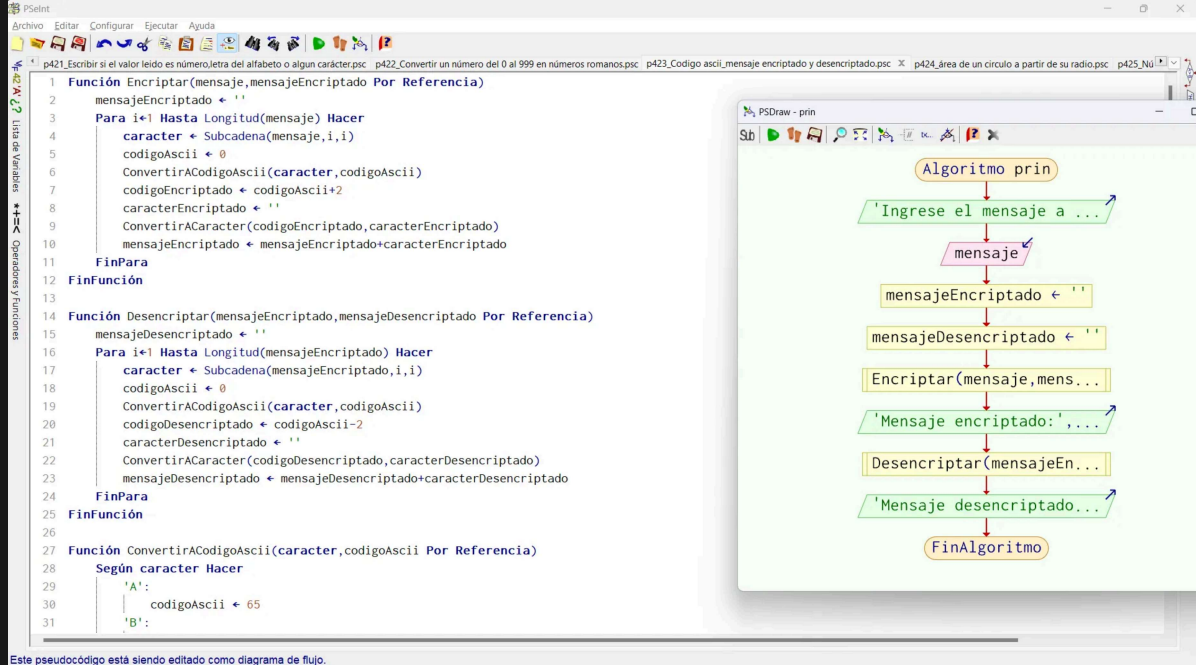 PSeInt
Archivo Editar Configurar Ejecutar Ayuda
p421_Escribir si el valor leido es número,letra del alfabeto o algun carácter.psc p422_Convertir un número del 0 al 999 en números romanos.psc p423_Codigo ascii_mensaje encriptado y desencriptado.psc X p424_área de un circulo a partir de su radio.psc p425_Nú
Lista de Variables
*+=< Operadores y Funciones
1 Función Encriptar(mensaje,mensajeEncriptado Por Referencia)
2 mensajeEncriptado ← ''
3 Para i←1 Hasta Longitud(mensaje) Hacer
4 caracter ← Subcadena(mensaje,i,i)
5 codigoAscii ← 0
6 ConvertirACodigoAscii(caracter,codigoAscii)
7 codigoEncriptado ← codigoAscii+2
8 caracterEncriptado ← ''
9 ConvertirACaracter(codigoEncriptado,caracterEncriptado)
10 mensajeEncriptado ← mensajeEncriptado+caracterEncriptado
11 FinPara
12 FinFunción
13
14 Función Desencriptar(mensajeEncriptado,mensajeDesencriptado Por Referencia)
15 mensajeDesencriptado ← ''
16 Para i←1 Hasta Longitud(mensajeEncriptado) Hacer
17 caracter ← Subcadena(mensajeEncriptado,i,i)
18 codigoAscii ← 0
19 ConvertirACodigoAscii(caracter,codigoAscii)
20 codigoDesencriptado ← codigoAscii-2
21 caracterDesencriptado ← ''
22 ConvertirACaracter(codigoDesencriptado,caracterDesencriptado)
23 mensajeDesencriptado ← mensajeDesencriptado+caracterDesencriptado
24 FinPara
25 FinFunción
26
27 Función ConvertirACodigoAscii(caracter,codigoAscii Por Referencia)
28 Según caracter Hacer
29 'A':
30 codigoAscii ← 65
31 'B':
PSDraw - prin
Sub
Algoritmo prin
'Ingrese el mensaje a ...
mensaje
mensajeEncriptado ← ''
mensajeDesencriptado ← ''
Encriptar(mensaje,mens...
'Mensaje encriptado:',...
Desencriptar(mensajeEn...
'Mensaje desencriptado...
FinAlgoritmo
Este pseudocódigo está siendo editado como diagrama de flujo.